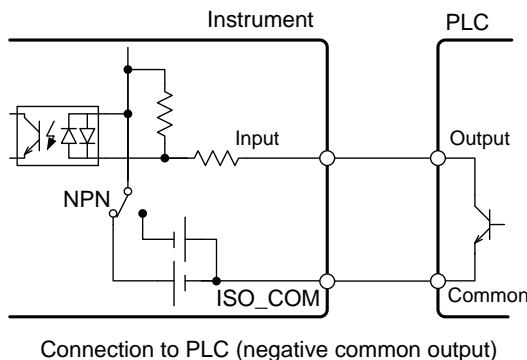 Instrument
PLC
Input
Output
NPN
ISO_COM
Common
Connection to PLC (negative common output)